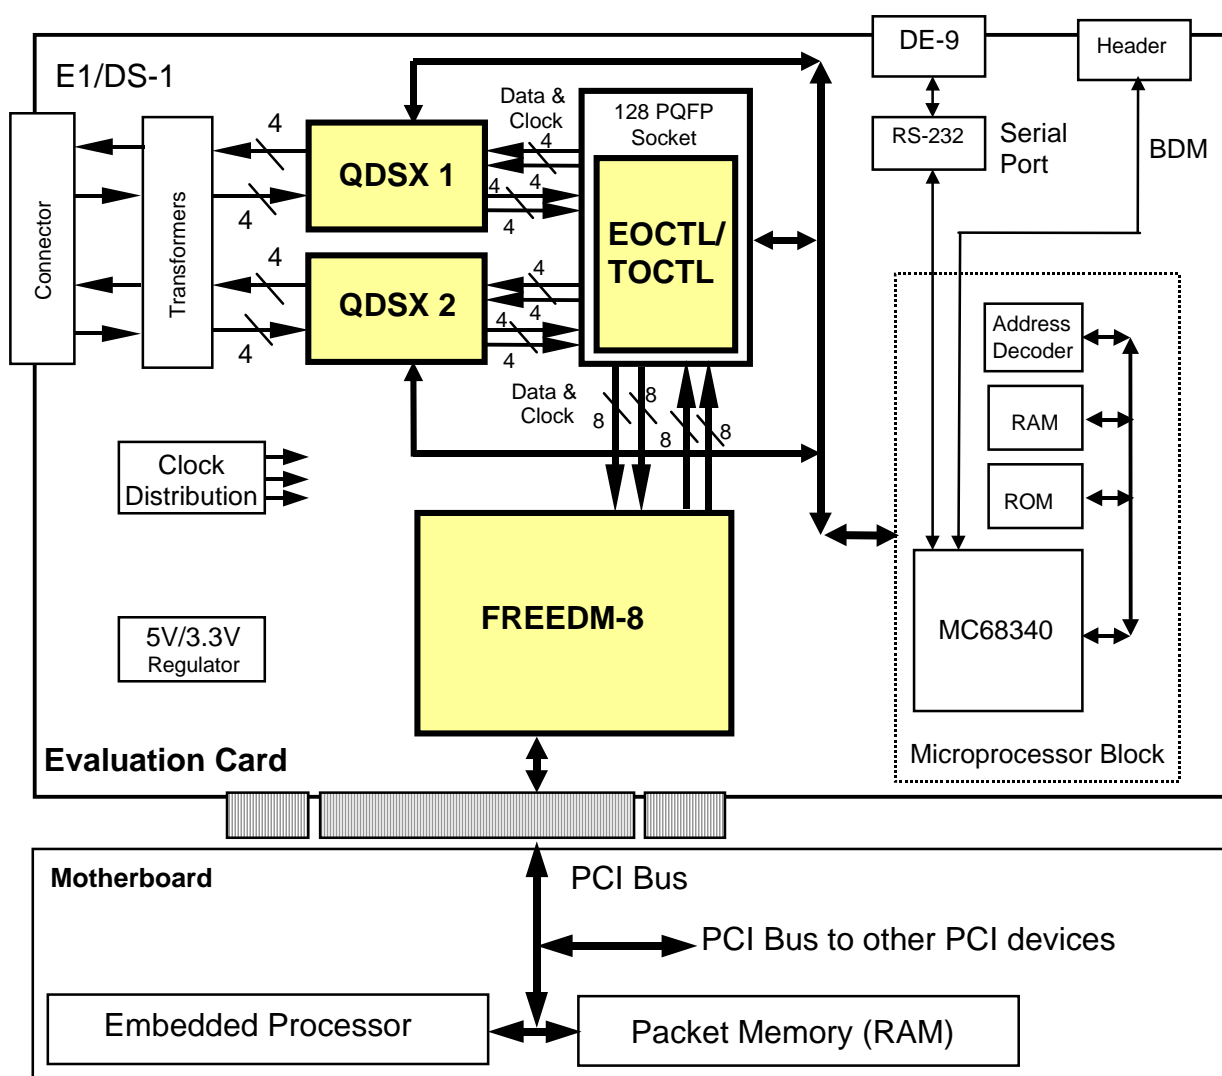 DE-9
Header
E1/DS-1
Data &
Clock
128 PQFP
Socket
RS-232
Serial
Port
BDM
4
4
QDSX 1
4
4
4
4
EOCTL/
TOCTL
Connector
Transformers
4
4
QDSX 2
4
4
4
4
Address
Decoder
Data &
Clock
8
8
8
8
RAM
ROM
Clock
Distribution
FREEDM-8
MC68340
5V/3.3V
Regulator
Evaluation Card
Microprocessor Block
Motherboard
PCI Bus
PCI Bus to other PCI devices
Embedded Processor
Packet Memory (RAM)